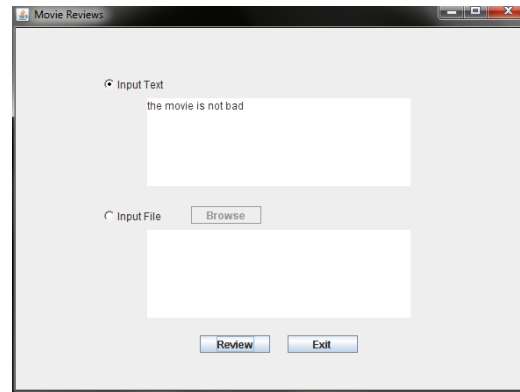 Movie Reviews
Input Text
the movie is not bad
Input File
Browse
Review
Exit